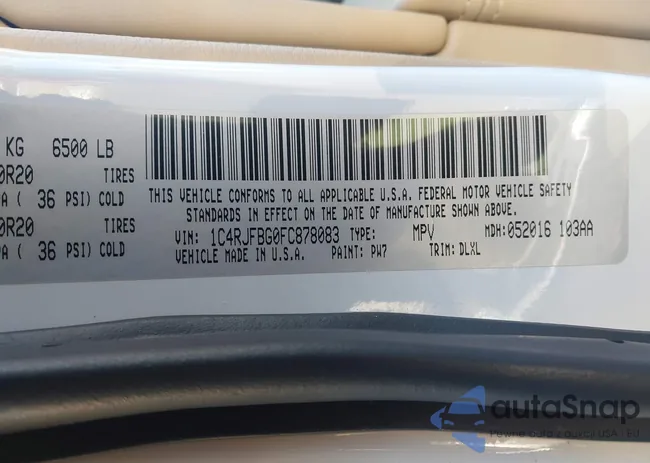 KG 6500 LB
0R20 TIRES
A ( 36 PSI) COLD
0R20 TIRES
PA ( 36 PSI) COLD
THIS VEHICLE CONFORMS TO ALL APPLICABLE U.S.A. FEDERAL MOTOR VEHICLE SAFETY
STANDARDS IN EFFECT ON THE DATE OF MANUFACTURE SHOWN ABOVE.
VIN: 1C4RJFBG0FC878083 TYPE: MPV MDH:052016 103AA
VEHICLE MADE IN U.S.A. PAINT: PW7 TRIM: DLXL
autaSnap